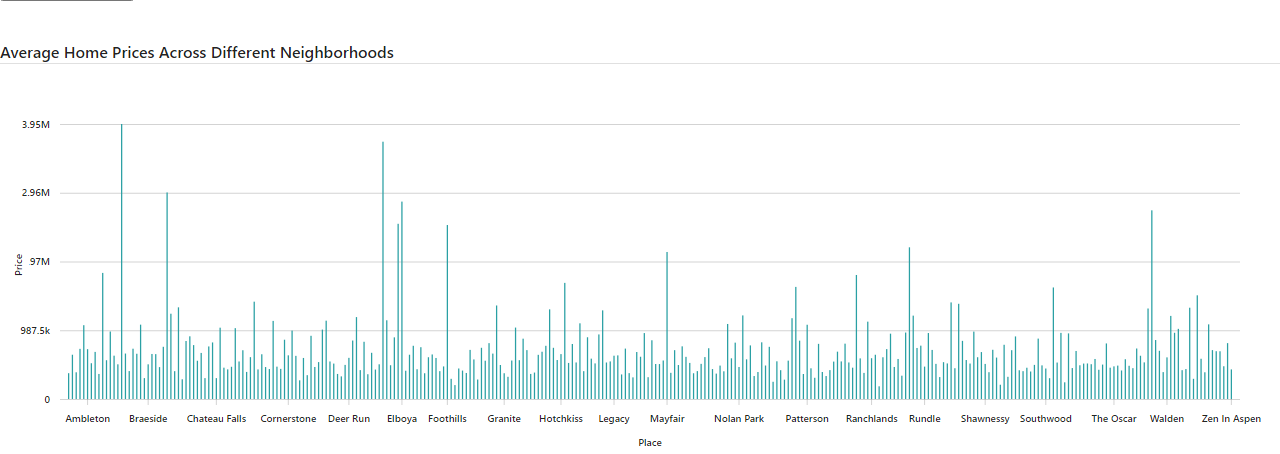 Average Home Prices Across Different Neighborhoods
3.95M
2.96M
.97M
987.5k
0
Price
Ambleton Braeside Chateau Falls Cornerstone Deer Run Elboya Foothills Granite Hotchkiss Legacy Mayfair Nolan Park Patterson Ranchlands Rundle Shawnessy Southwood The Oscar Walden Zen In Aspen
Place